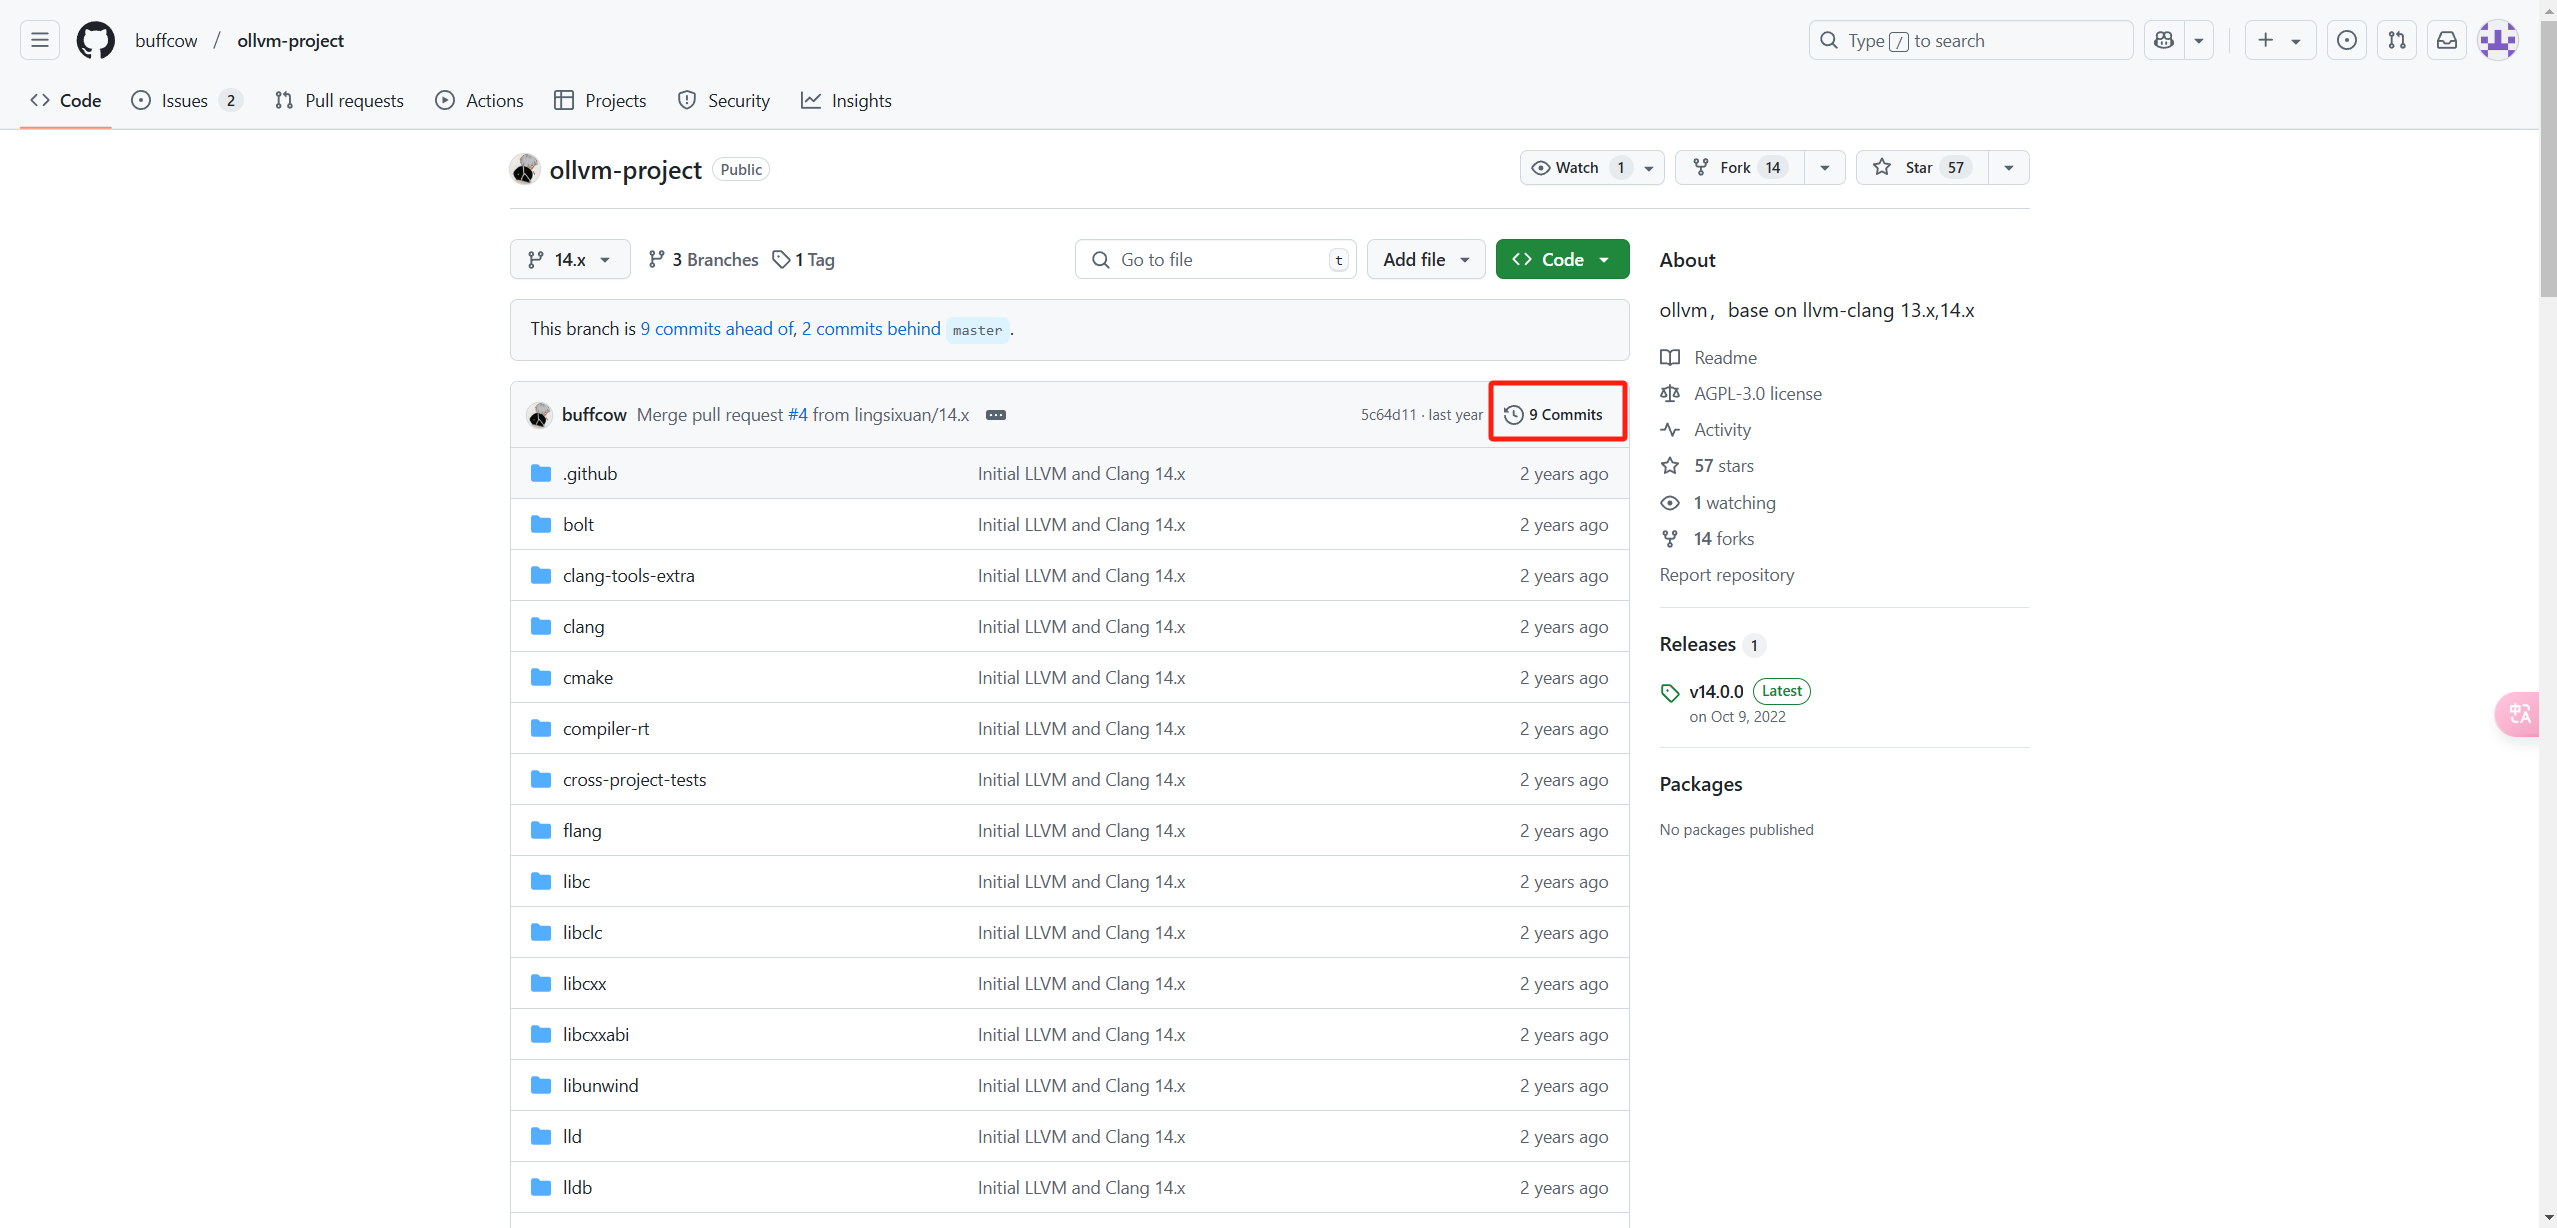 buffcow / ollvm-project
Type / to search
Code
Issues 2
Pull requests
Actions
Projects
Security
Insights
ollvm-project Public
Watch 1
Fork 14
Star 57
14.x
3 Branches
1 Tag
Go to file t
Add file
Code
This branch is 9 commits ahead of, 2 commits behind master .
buffcow Merge pull request #4 from lingsixuan/14.x
5c64d11 · last year
9 Commits
.github Initial LLVM and Clang 14.x 2 years ago
bolt Initial LLVM and Clang 14.x 2 years ago
clang-tools-extra Initial LLVM and Clang 14.x 2 years ago
clang Initial LLVM and Clang 14.x 2 years ago
cmake Initial LLVM and Clang 14.x 2 years ago
compiler-rt Initial LLVM and Clang 14.x 2 years ago
cross-project-tests Initial LLVM and Clang 14.x 2 years ago
flang Initial LLVM and Clang 14.x 2 years ago
libc Initial LLVM and Clang 14.x 2 years ago
libclc Initial LLVM and Clang 14.x 2 years ago
libcxx Initial LLVM and Clang 14.x 2 years ago
libcxxabi Initial LLVM and Clang 14.x 2 years ago
libunwind Initial LLVM and Clang 14.x 2 years ago
lld Initial LLVM and Clang 14.x 2 years ago
lldb Initial LLVM and Clang 14.x 2 years ago
About
ollvm，base on llvm-clang 13.x,14.x
Readme
AGPL-3.0 license
Activity
57 stars
1 watching
14 forks
Report repository
Releases 1
v14.0.0 Latest
on Oct 9, 2022
Packages
No packages published
中A